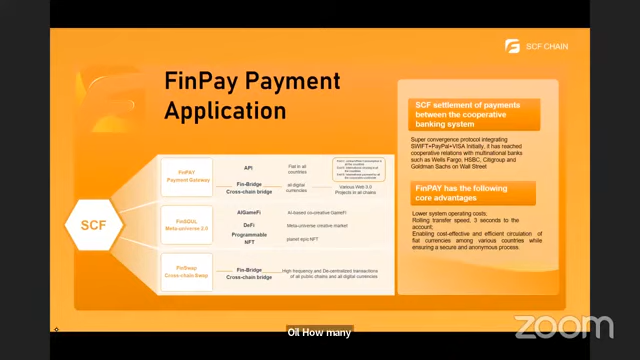 SCF CHAIN
FinPay Payment
Application
SCF
FinPAY
Payment Gateway
API
Fiat in all
countries
Fin-Bridge
Cross-chain bridge
all digital
currencies
Various Web 3.0
Projects in all chains
FinSOUL
Meta-universe 3.0
AIGameFi
AI-based co-creative GameFi
DeFi
Meta-universe creative market
Programmable
NFT
planet epic NFT
FinSwap
Cross-chain Swap
Fin-Bridge
Cross-chain bridge
High frequency and De-centralized transactions
of all public chains and all digital currencies
SCF settlement of payments
between the cooperative
banking system
Super convergence protocol integrating
SWIFT+PayPal+VISA Initially, it has reached
cooperative relations with multinational banks
such as Wells Fargo, HSBC, Citigroup and
Goldman Sachs on Wall Street
FinPAY has the following
core advantages
Lower system operating costs;
Rolling transfer speed, 3 seconds to the
account;
Enabling cost-effective and efficient circulation of
fiat currencies among various countries while
ensuring a secure and anonymous process.
Oil How many
zoom